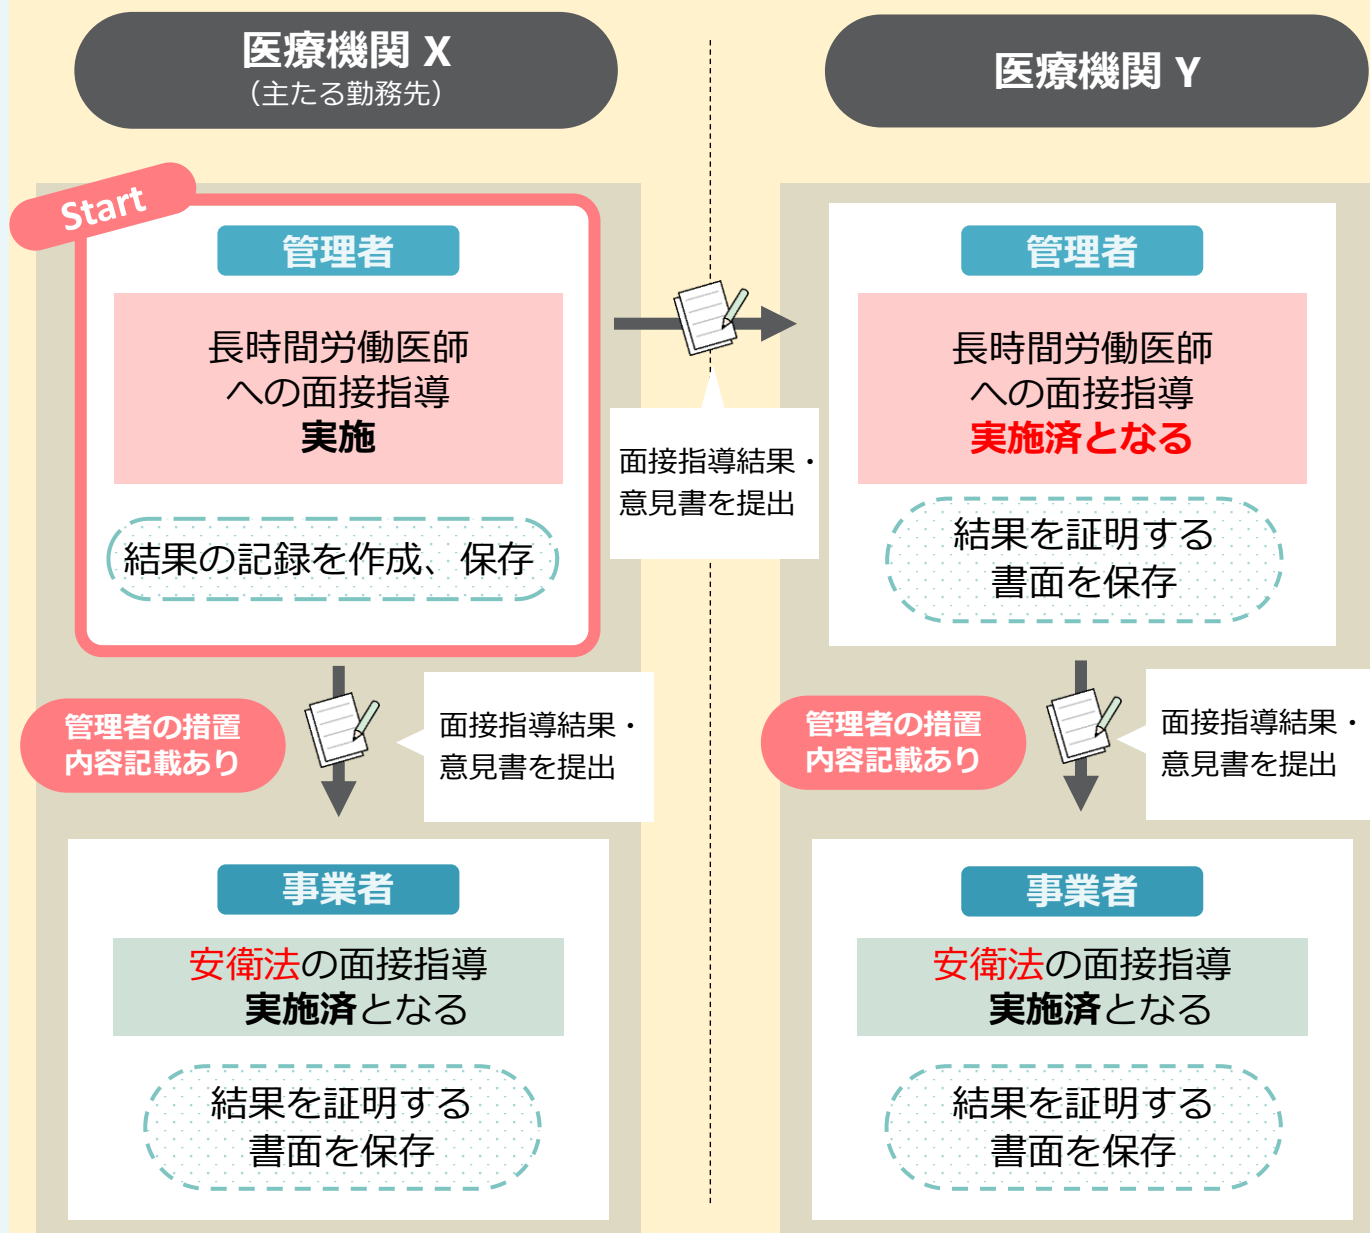 医療機関 X
（主たる勤務先）
Start
管理者
長時間労働医師
への面接指導
実施
結果の記録を作成、保存
面接指導結果・
意見書を提出
医療機関 Y
管理者
長時間労働医師
への面接指導
実施済となる
結果を証明する
書面を保存
管理者の措置
内容記載あり
面接指導結果・
意見書を提出
事業者
安衛法の面接指導
実施済となる
結果を証明する
書面を保存
管理者の措置
内容記載あり
面接指導結果・
意見書を提出
事業者
安衛法の面接指導
実施済となる
結果を証明する
書面を保存